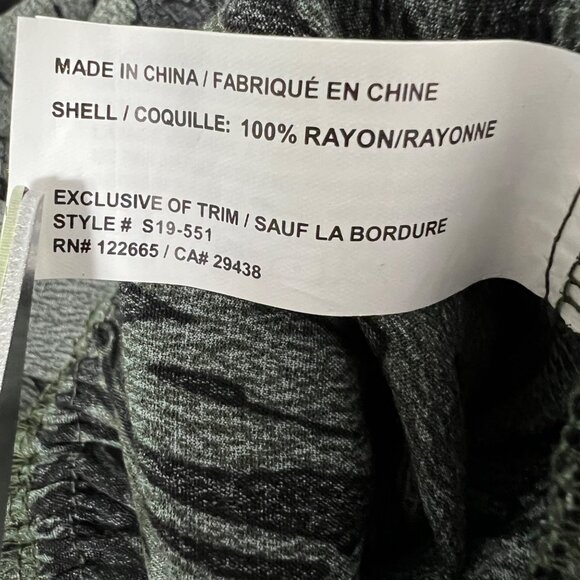 MADE IN CHINA / FABRIQUÉ EN CHINE
SHELL / COQUILLE: 100% RAYON/RAYONNE
EXCLUSIVE OF TRIM / SAUF LA BORDURE
STYLE # S19-551
RN# 122665 / CA# 29438